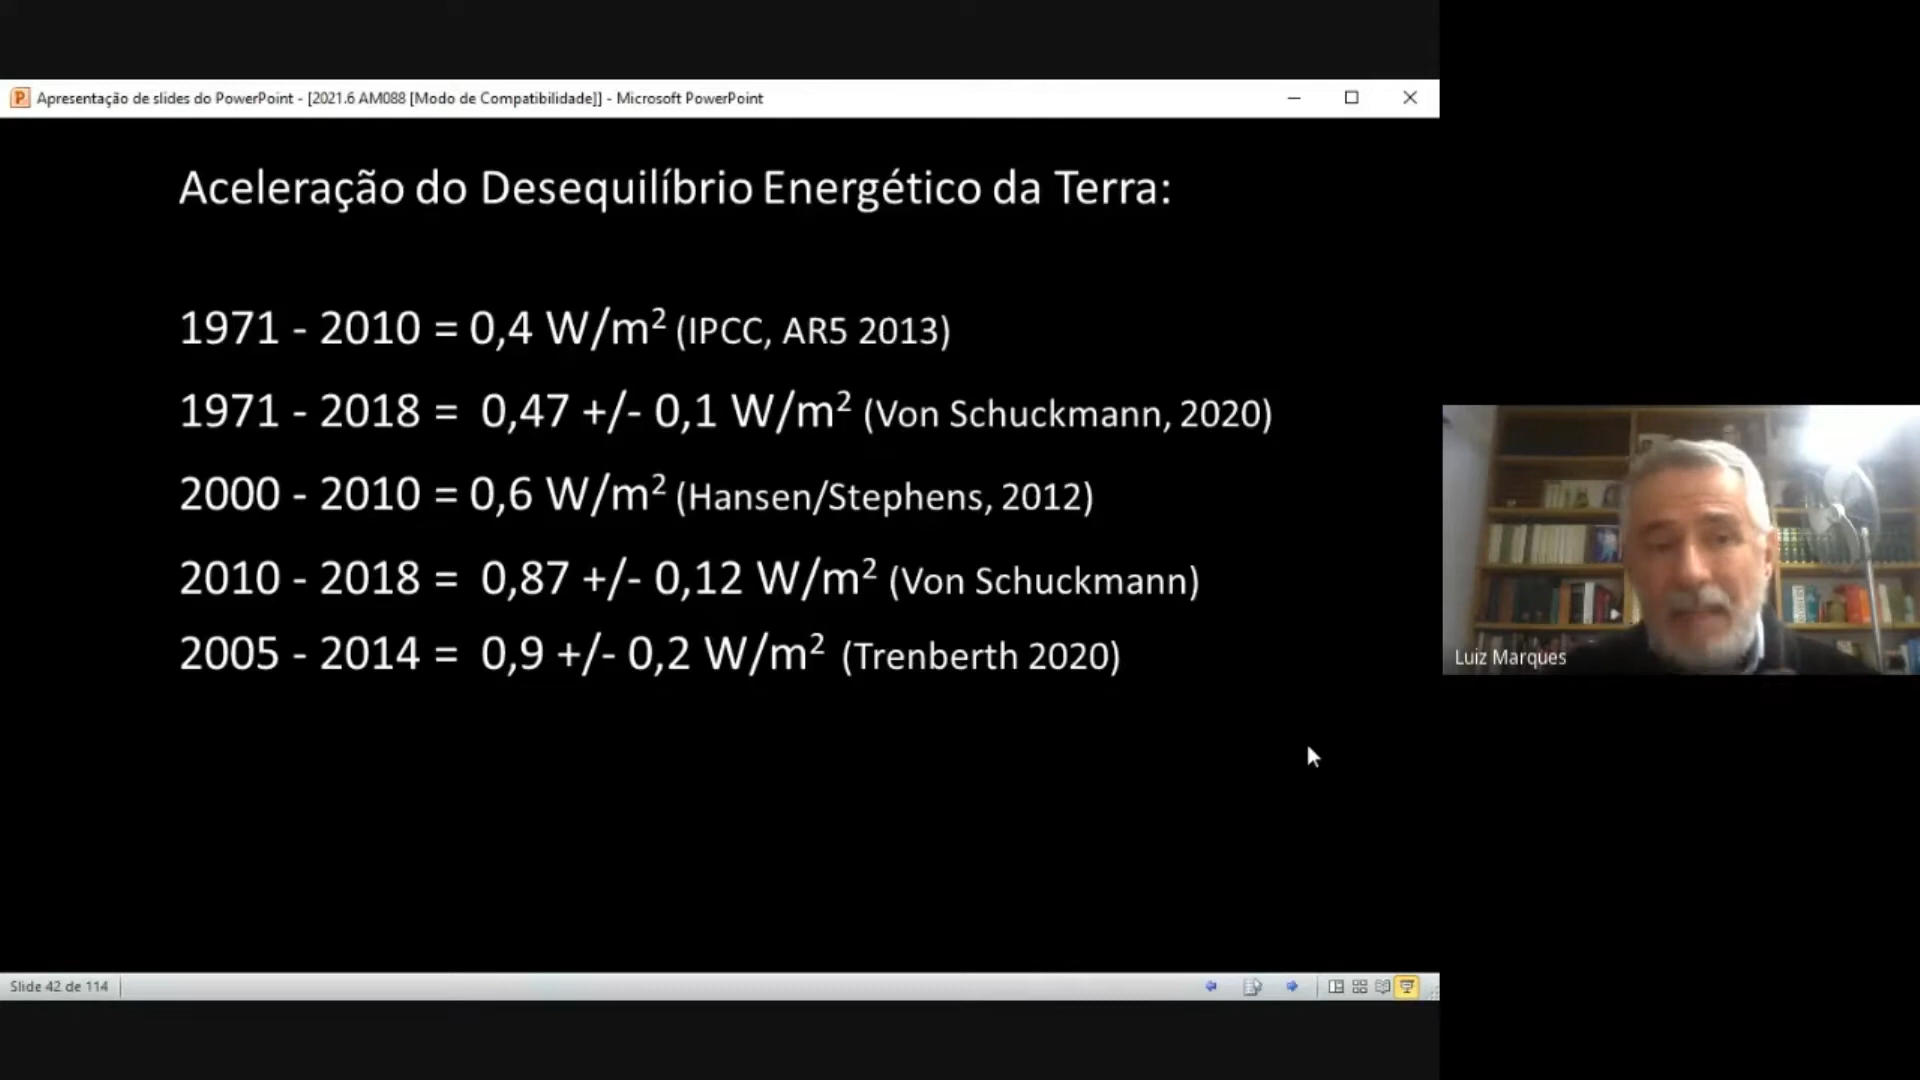 Apresentação de slides do PowerPoint - [2021.6 AM088 [Modo de Compatibilidade]] - Microsoft PowerPoint
Aceleração do Desequilíbrio Energético da Terra:
1971 - 2010 = 0,4 W/m² (IPCC, AR5 2013)
1971 - 2018 = 0,47 +/- 0,1 W/m² (Von Schuckmann, 2020)
2000 - 2010 = 0,6 W/m² (Hansen/Stephens, 2012)
2010 - 2018 = 0,87 +/- 0,12 W/m² (Von Schuckmann)
2005 - 2014 = 0,9 +/- 0,2 W/m² (Trenberth 2020)
Luiz Marques
Slide 42 de 114